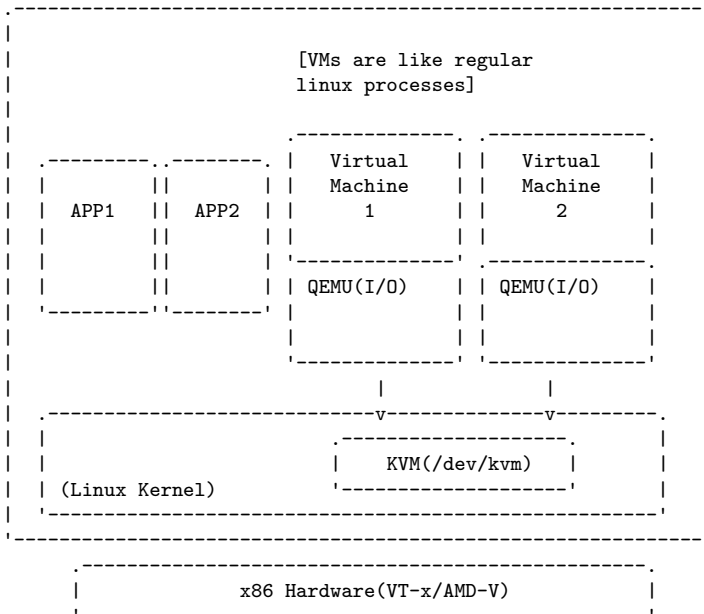 [VMs are like regular
linux processes]
Virtual Virtual
Machine Machine
APP1 APP2 1 2
QEMU(I/O) QEMU(I/O)
v v
KVM(/dev/kvm)
(Linux Kernel)
x86 Hardware(VT-x/AMD-V)